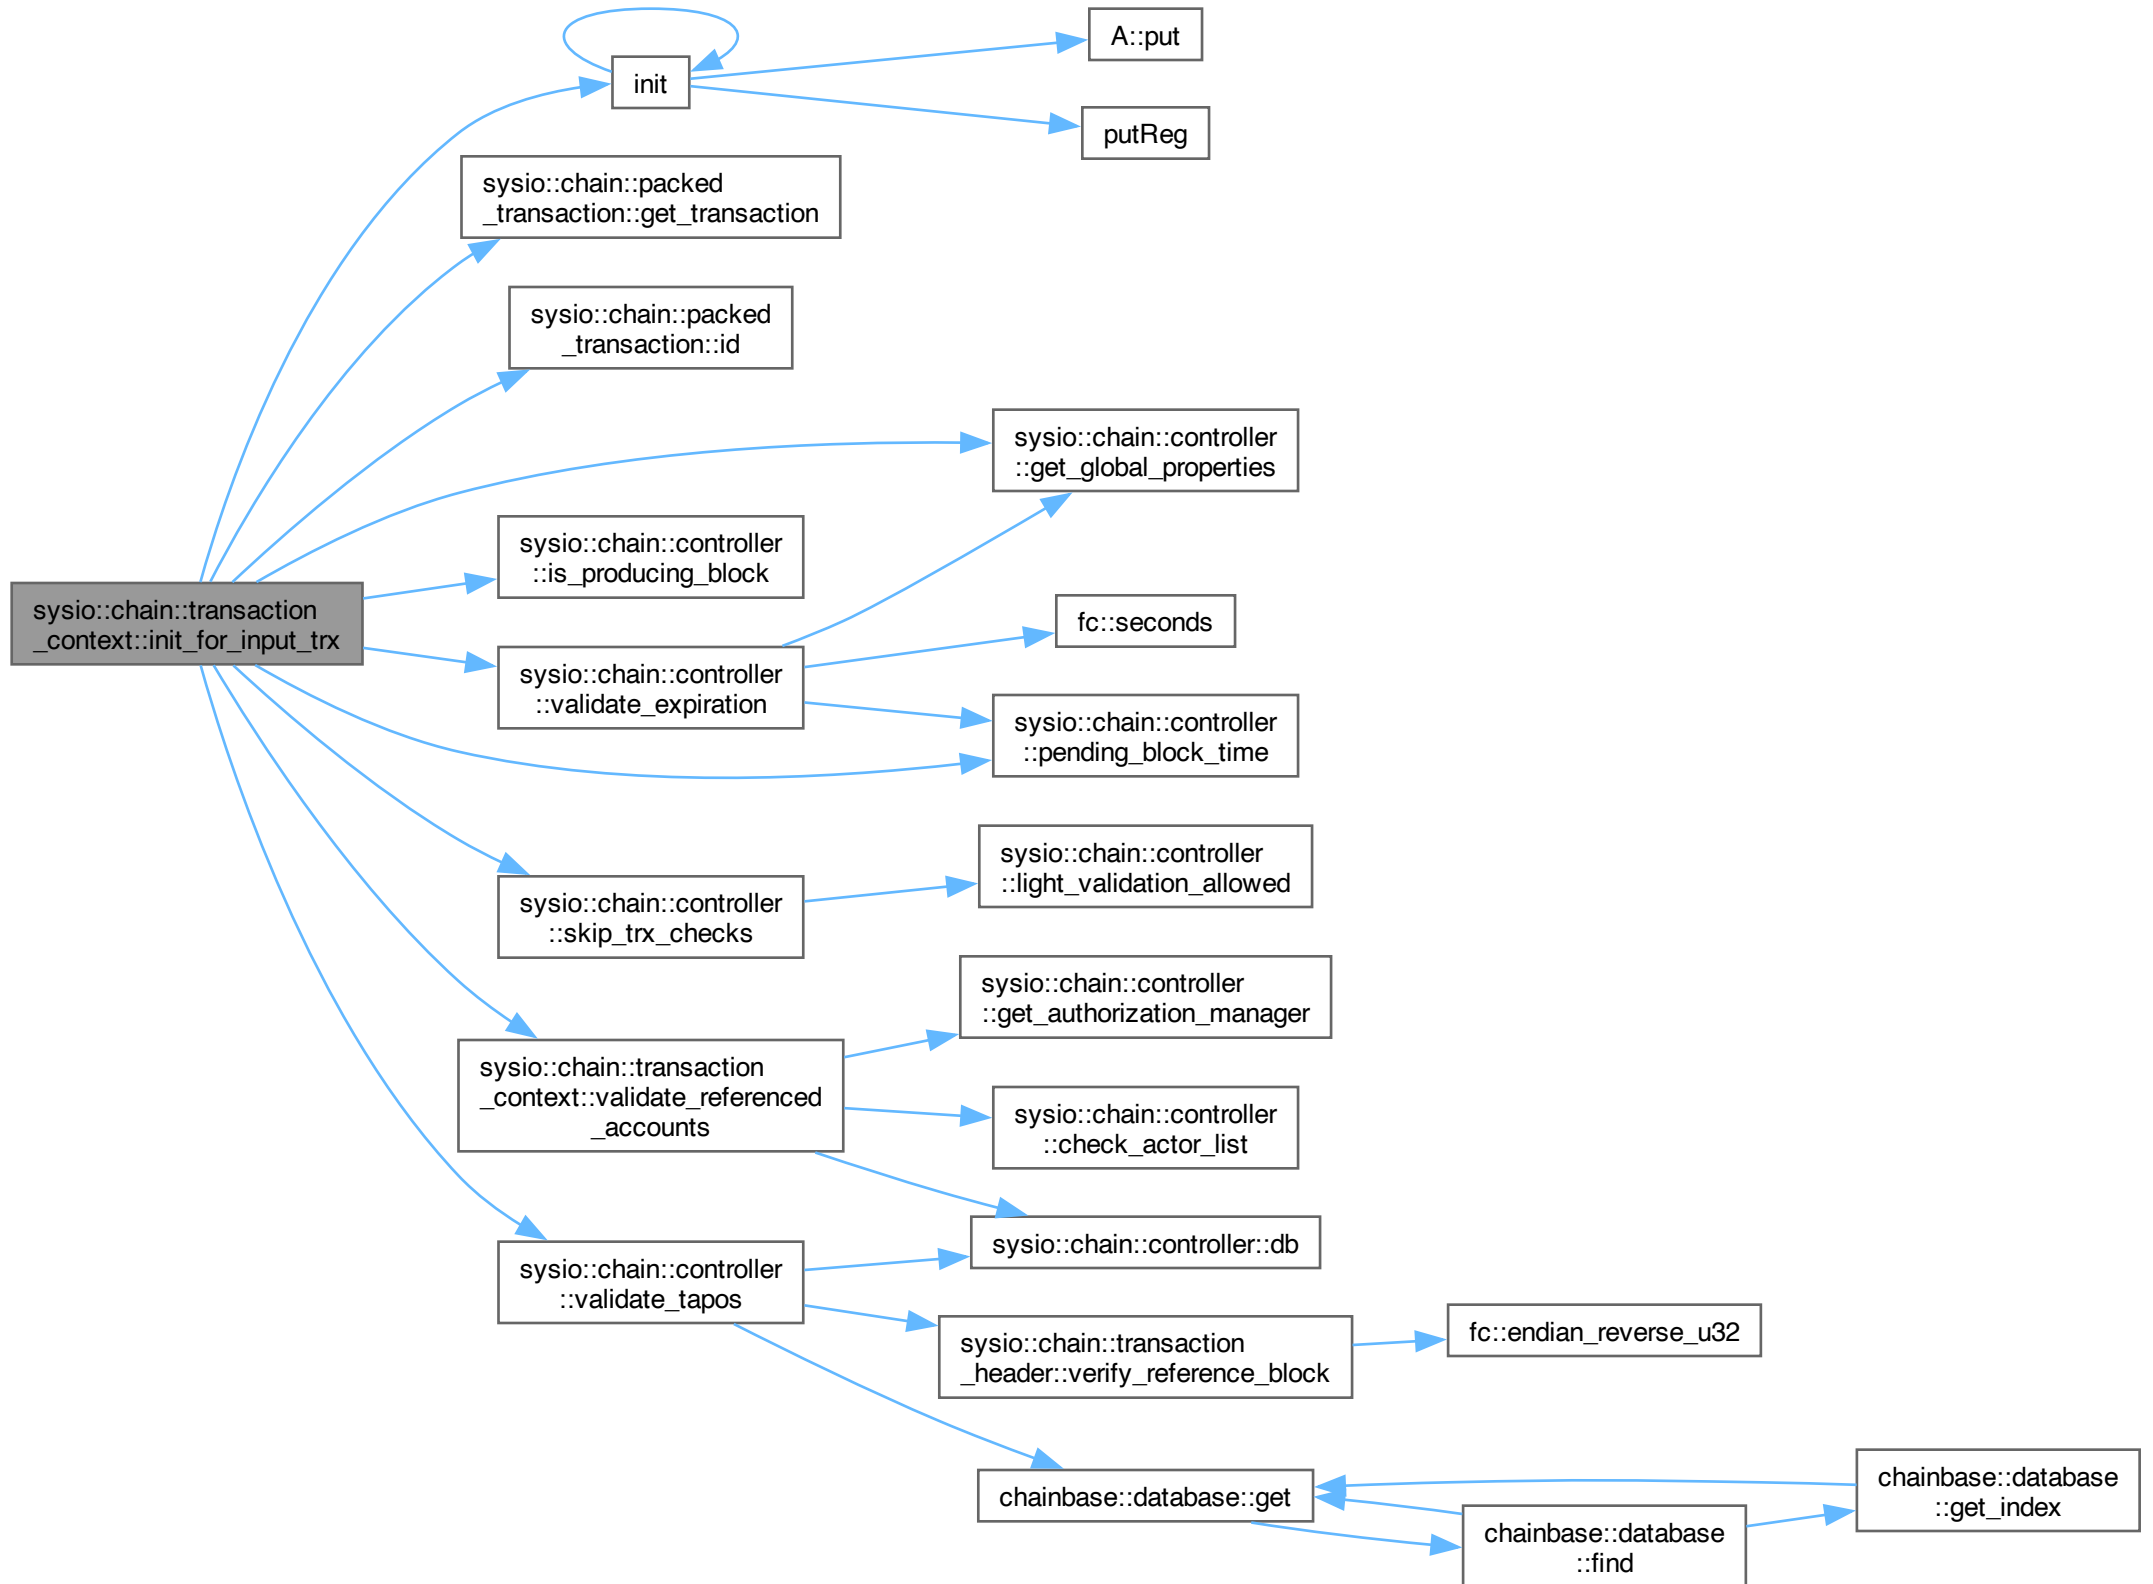 A::put
init
putReg
sysio::chain::packed
_transaction::get_transaction
sysio::chain::packed
_transaction::id
sysio::chain::controller
::get_global_properties
sysio::chain::controller
::is_producing_block
sysio::chain::transaction
_context::init_for_input_trx
fc::seconds
sysio::chain::controller
::validate_expiration
sysio::chain::controller
::pending_block_time
sysio::chain::controller
::light_validation_allowed
sysio::chain::controller
::skip_trx_checks
sysio::chain::controller
::get_authorization_manager
sysio::chain::transaction
_context::validate_referenced
_accounts
sysio::chain::controller
::check_actor_list
sysio::chain::controller::db
sysio::chain::controller
::validate_tapos
fc::endian_reverse_u32
sysio::chain::transaction
_header::verify_reference_block
chainbase::database::get
chainbase::database
::get_index
chainbase::database
::find